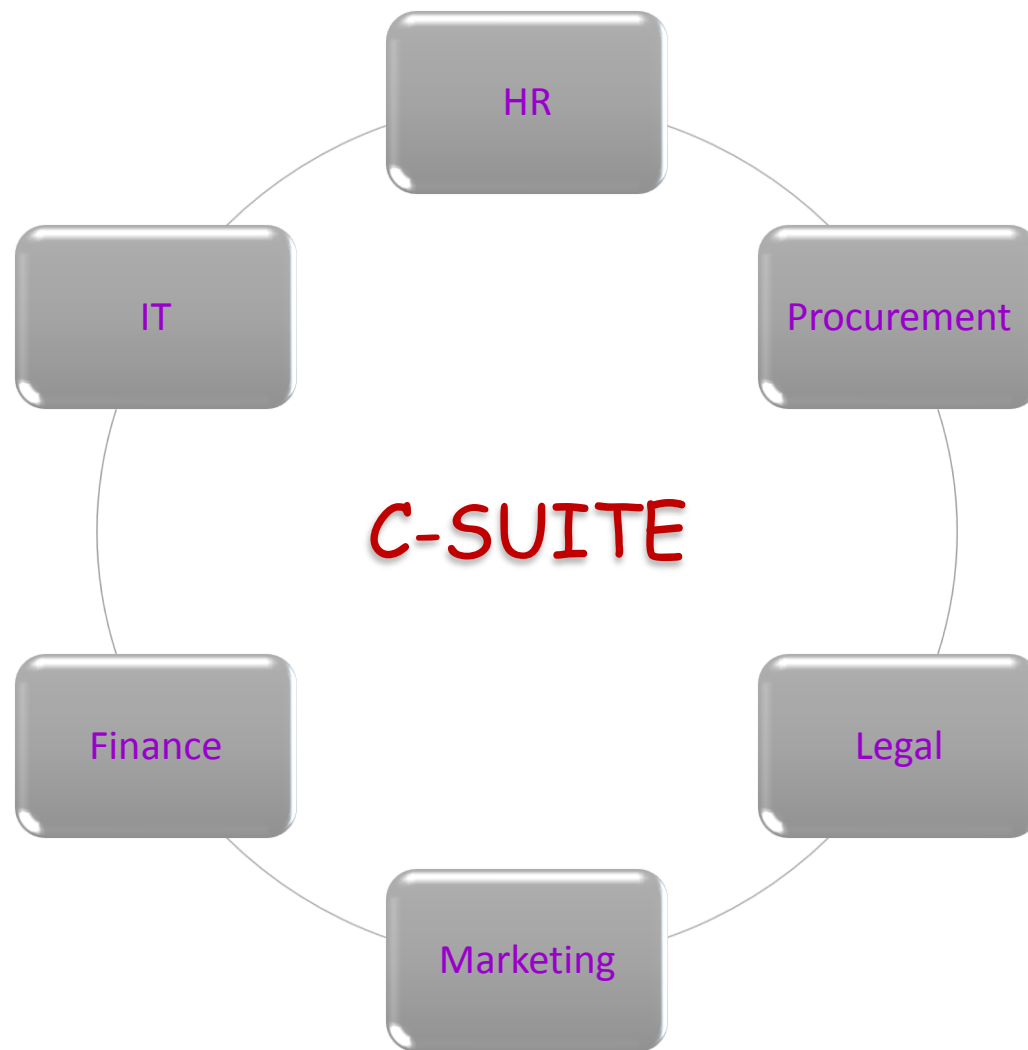 HR
IT
Procurement
C-SUITE
Finance
Legal
Marketing